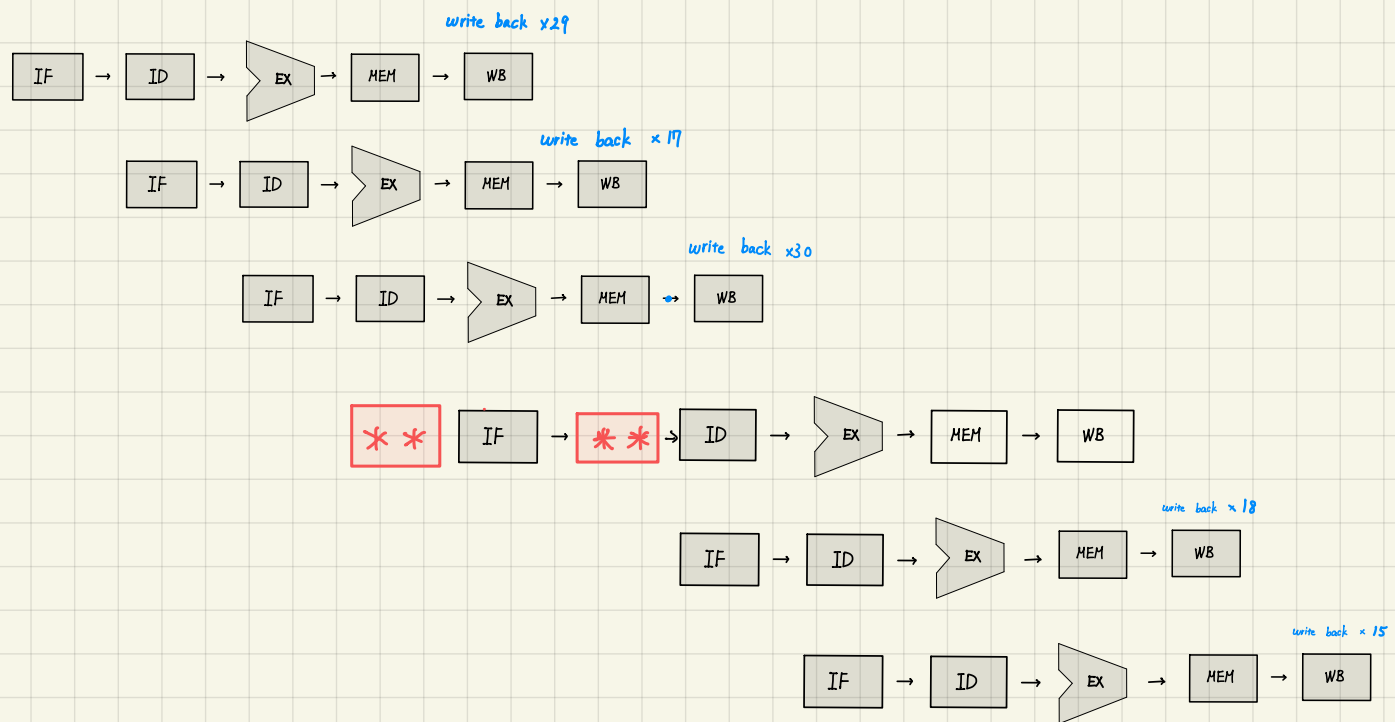 write back x29
IF → ID → EX → MEM → WB
write back x17
IF → ID → EX → MEM → WB
write back x30
IF → ID → EX → MEM → WB
** IF → ** → ID → EX → MEM → WB
write back x18
IF → ID → EX → MEM → WB
write back x15
IF → ID → EX → MEM → WB